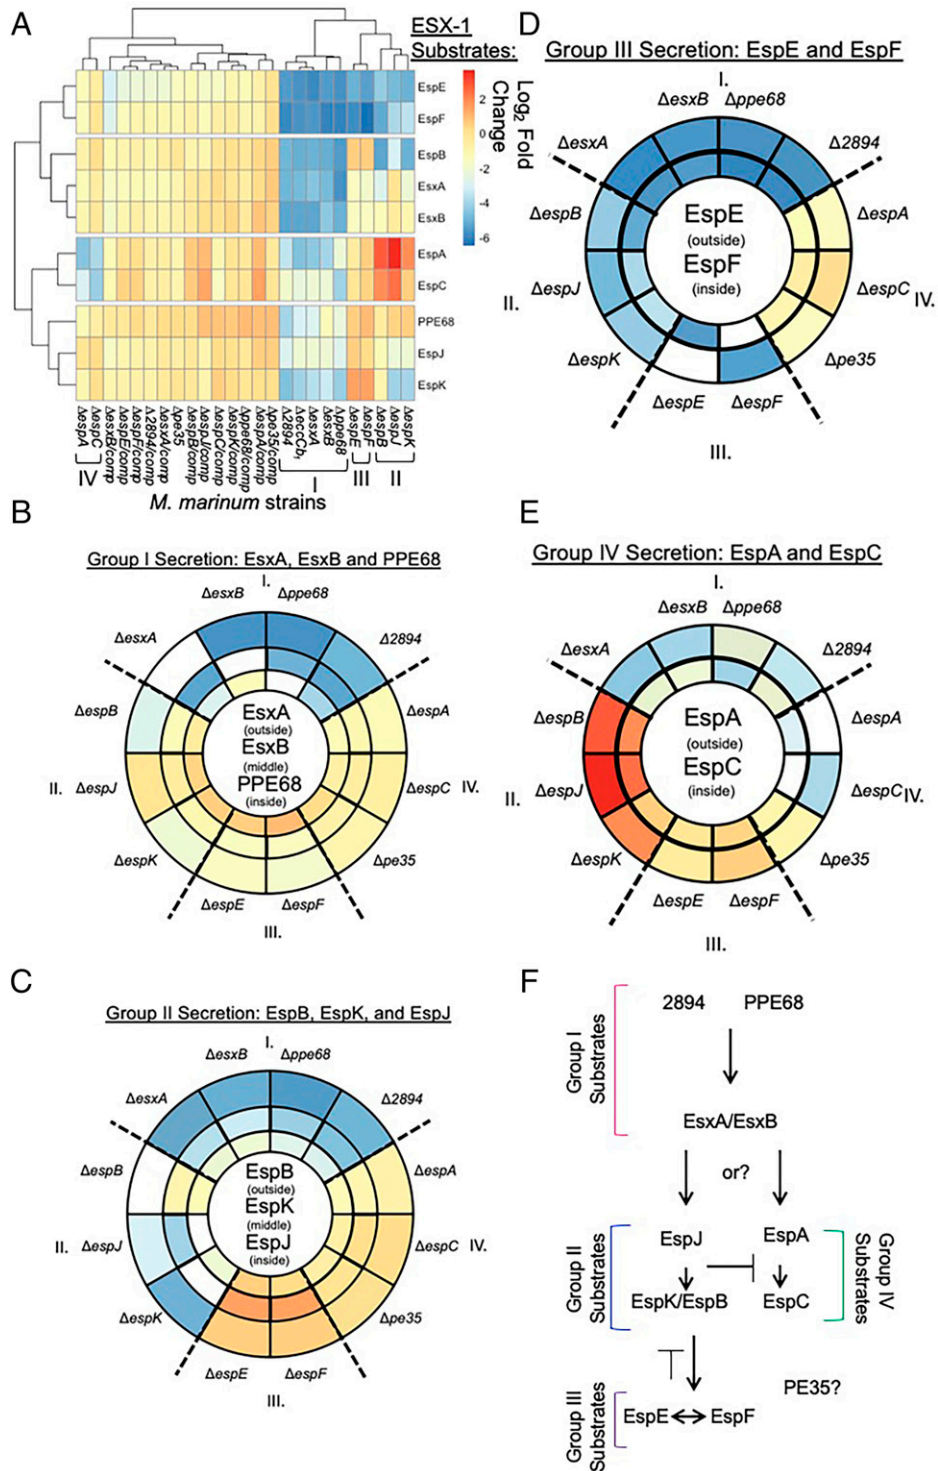 A
ESX-1
Substrates:
EspE
EspF
EspB
EsxA
EsxB
EspA
EspC
PPE68
EspJ
EspK
2
0
-2
-4
-6
Log2 Fold
Change
ΔespA
ΔespC
ΔesxB/comp
ΔespE/comp
ΔespF/comp
Δ2894/comp
ΔesxA/comp
Δpe35
ΔespB/comp
ΔespJ/comp
ΔespC/comp
ΔespK/comp
Δppe68/comp
ΔespA/comp
Δpe35/comp
Δ2894
ΔeccCb1
ΔesxA
ΔesxB
Δppe68
ΔespE
ΔespF
ΔespB
ΔespJ
ΔespK
IV
I
III
II
M. marinum strains
B
Group I Secretion: EsxA, EsxB and PPE68
I.
ΔesxB
Δppe68
ΔesxA
Δ2894
ΔespB
ΔespA
II.
ΔespJ
ΔespC
IV.
ΔespK
Δpe35
ΔespE
ΔespF
III.
EsxA
(outside)
EsxB
(middle)
PPE68
(inside)
C
Group II Secretion: EspB, EspK, and EspJ
I.
ΔesxB
Δppe68
ΔesxA
Δ2894
ΔespB
ΔespA
II.
ΔespJ
ΔespC
IV.
ΔespK
Δpe35
ΔespE
ΔespF
III.
EspB
(outside)
EspK
(middle)
EspJ
(inside)
D
Group III Secretion: EspE and EspF
I.
ΔesxB
Δppe68
ΔesxA
Δ2894
ΔespB
ΔespA
II.
ΔespJ
ΔespC
IV.
ΔespK
Δpe35
ΔespE
ΔespF
III.
EspE
(outside)
EspF
(inside)
E
Group IV Secretion: EspA and EspC
I.
ΔesxB
Δppe68
ΔesxA
Δ2894
ΔespB
ΔespA
II.
ΔespJ
ΔespC
IV.
ΔespK
Δpe35
ΔespE
ΔespF
III.
EspA
(outside)
EspC
(inside)
F
Group I
Substrates
2894
PPE68
EsxA/EsxB
or?
Group II
Substrates
EspJ
EspA
EspK/EspB
EspC
Group IV
Substrates
PE35?
Group III
Substrates
EspE
EspF